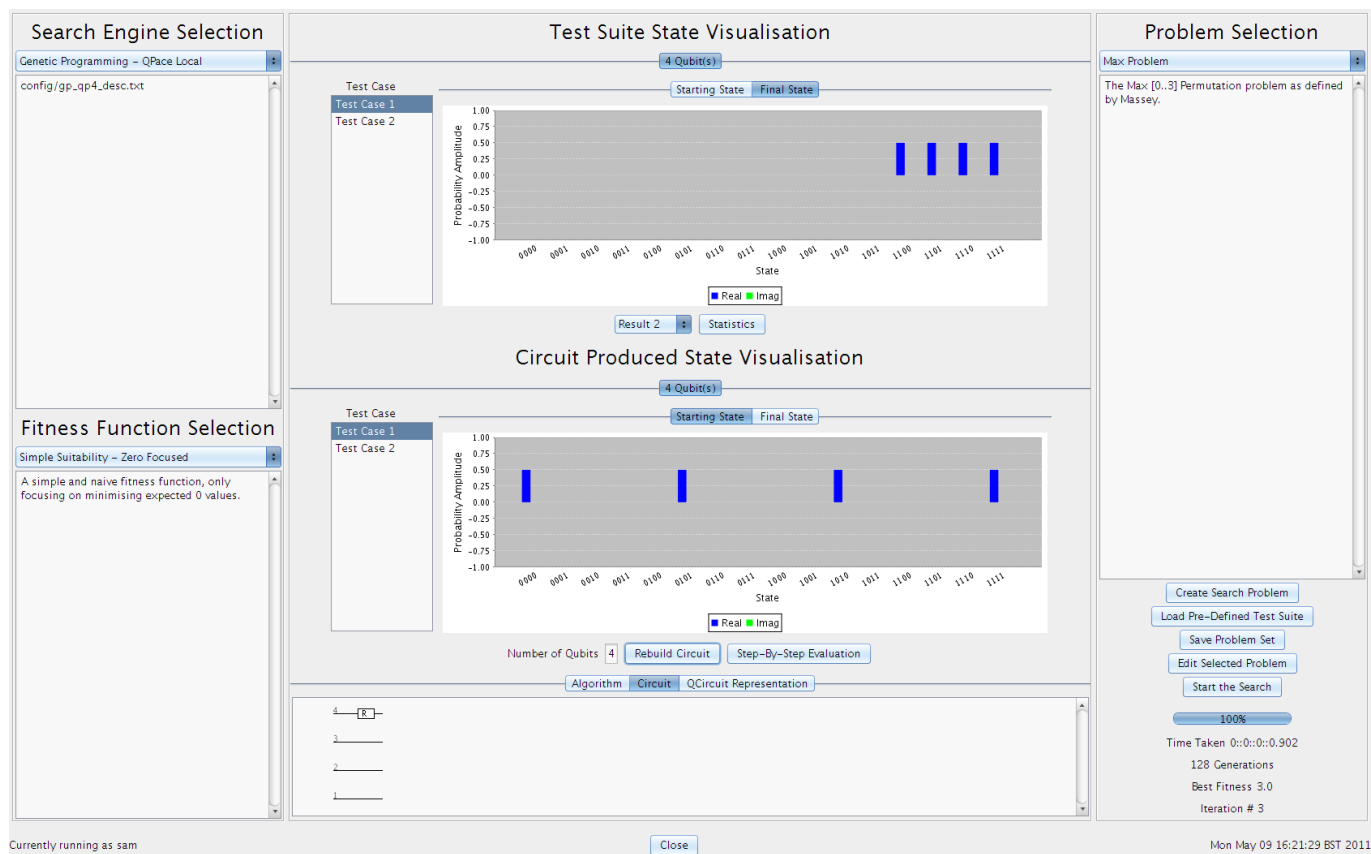 Search Engine Selection
Genetic Programming - QPace Local
config/gp_qp4_desc.txt
Fitness Function Selection
Simple Suitability - Zero Focused
A simple and naive fitness function, only
focusing on minimising expected 0 values.
Test Suite State Visualisation
4 Qubit(s)
Test Case
Test Case 1
Test Case 2
Starting State
Final State
Probability Amplitude
1.00
0.75
0.50
0.25
0.00
-0.25
-0.50
-0.75
-1.00
0000 0001 0010 0011 0100 0101 0110 0111 1000 1001 1010 1011 1100 1101 1110 1111
State
Real Imag
Result 2
Statistics
Circuit Produced State Visualisation
4 Qubit(s)
Test Case
Test Case 1
Test Case 2
Starting State
Final State
Probability Amplitude
1.00
0.75
0.50
0.25
0.00
-0.25
-0.50
-0.75
-1.00
0000 0001 0010 0011 0100 0101 0110 0111 1000 1001 1010 1011 1100 1101 1110 1111
State
Real Imag
Number of Qubits 4 Rebuild Circuit Step-By-Step Evaluation
Algorithm Circuit QCircuit Representation
4 R
3
2
1
Problem Selection
Max Problem
The Max [0..3] Permutation problem as defined
by Massey.
Create Search Problem
Load Pre-Defined Test Suite
Save Problem Set
Edit Selected Problem
Start the Search
100%
Time Taken 0::0::0::0.902
128 Generations
Best Fitness 3.0
Iteration # 3
Currently running as sam
Close
Mon May 09 16:21:29 BST 2011